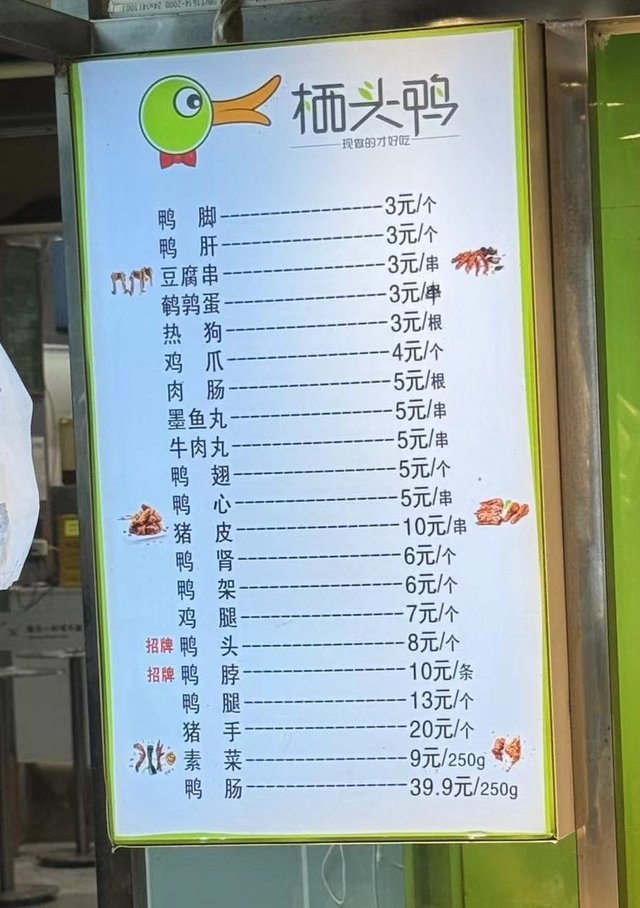 栖头鸭
现做的才好吃
鸭脚----------------3元/个
鸭肝----------------3元/个
豆腐串----------------3元/串
鹌鹑蛋----------------3元/串
热狗----------------3元/根
鸡爪----------------4元/个
肉肠----------------5元/根
墨鱼丸----------------5元/串
牛肉丸----------------5元/串
鸭翅----------------5元/个
鸭心----------------5元/串
猪皮----------------10元/串
鸭肾----------------6元/个
鸭架----------------6元/个
鸡腿----------------7元/个
招牌 鸭头----------------8元/个
招牌 鸭脖----------------10元/条
鸭腿----------------13元/个
猪手----------------20元/个
素菜----------------9元/250g
鸭肠----------------39.9元/250g